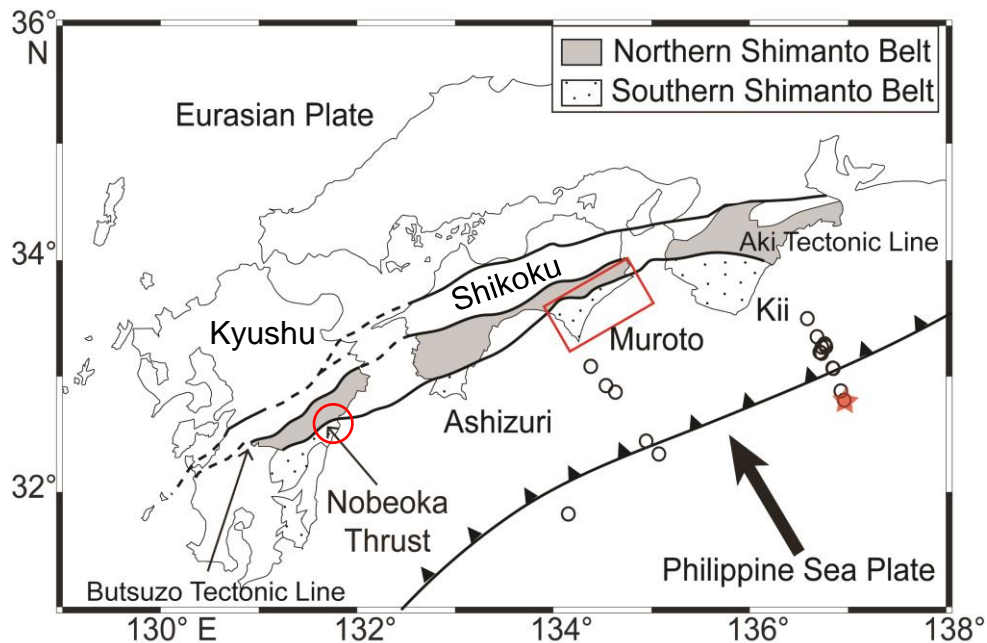 36°
N
Northern Shimanto Belt
Southern Shimanto Belt
Eurasian Plate
34°
Aki Tectonic Line
Shikoku
Kyushu
Kii
Muroto
Ashizuri
32°
Nobeoka
Thrust
Philippine Sea Plate
Butsuzo Tectonic Line
130° E
132°
134°
136°
138°